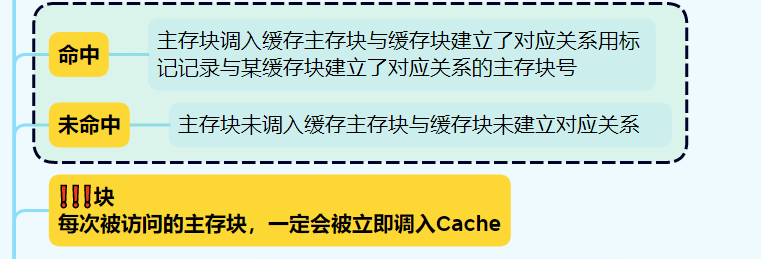 命中
主存块调入缓存主存块与缓存块建立了对应关系用标
记记录与某缓存块建立了对应关系的主存块号
未命中
主存块未调入缓存主存块与缓存块未建立对应关系
❗❗❗块
每次被访问的主存块，一定会被立即调入Cache